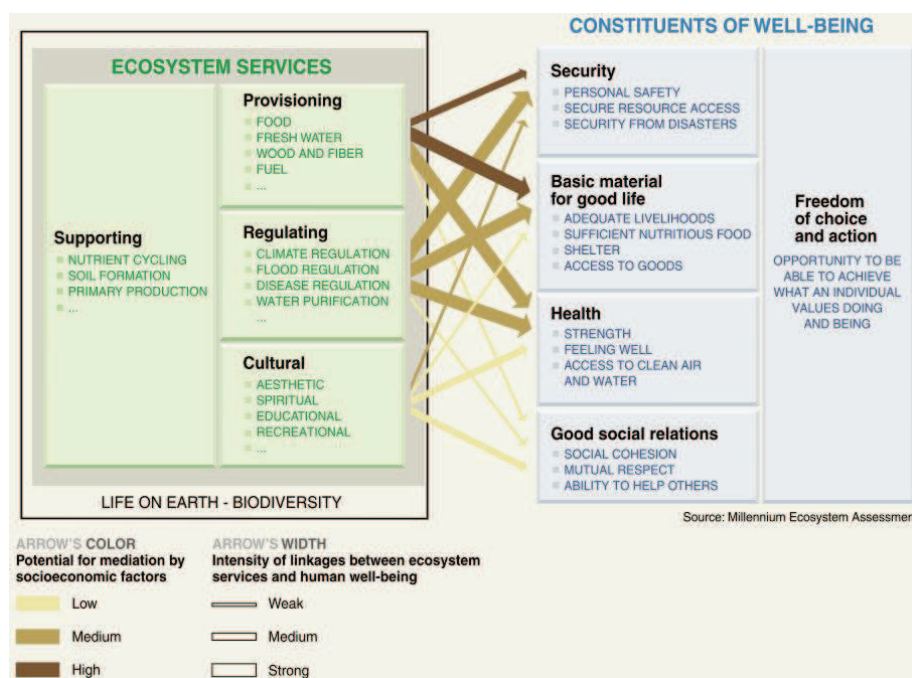 CONSTITUENTS OF WELL-BEING
ECOSYSTEM SERVICES
Supporting
NUTRIENT CYCLING
SOIL FORMATION
PRIMARY PRODUCTION
...
Provisioning
FOOD
FRESH WATER
WOOD AND FIBER
FUEL
...
Regulating
CLIMATE REGULATION
FLOOD REGULATION
DISEASE REGULATION
WATER PURIFICATION
...
Cultural
AESTHETIC
SPIRITUAL
EDUCATIONAL
RECREATIONAL
...
LIFE ON EARTH - BIODIVERSITY
Security
PERSONAL SAFETY
SECURE RESOURCE ACCESS
SECURITY FROM DISASTERS
Basic material
for good life
ADEQUATE LIVELIHOODS
SUFFICIENT NUTRITIOUS FOOD
SHELTER
ACCESS TO GOODS
Health
STRENGTH
FEELING WELL
ACCESS TO CLEAN AIR
AND WATER
Good social relations
SOCIAL COHESION
MUTUAL RESPECT
ABILITY TO HELP OTHERS
Freedom
of choice
and action
OPPORTUNITY TO BE
ABLE TO ACHIEVE
WHAT AN INDIVIDUAL
VALUES DOING
AND BEING
Source: Millennium Ecosystem Assessmen
ARROW'S COLOR
Potential for mediation by
socioeconomic factors
Low
Medium
High
ARROW'S WIDTH
Intensity of linkages between ecosystem
services and human well-being
Weak
Medium
Strong